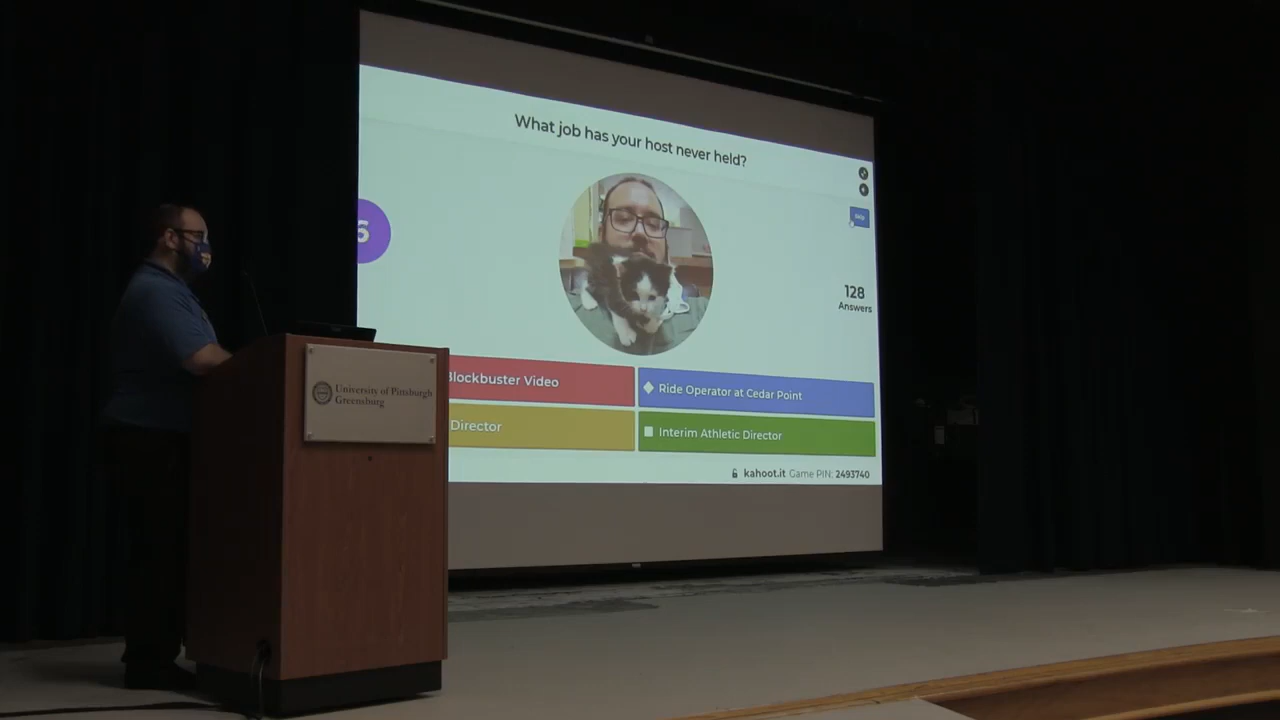 What job has your host never held?
6
Skip
128
Answers
Blockbuster Video
Ride Operator at Cedar Point
Director
Interim Athletic Director
kahoot.it Game PIN: 2493740
University of Pittsburgh
Greensburg